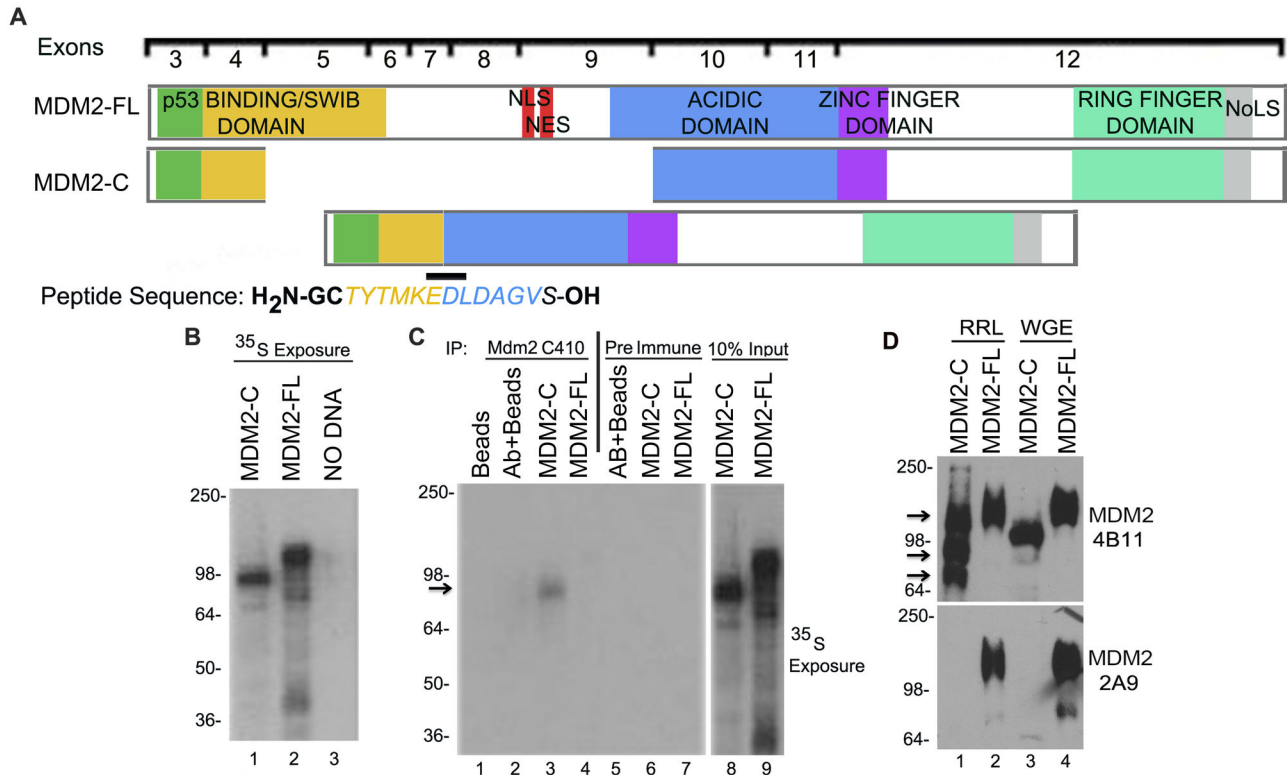 A
Exons 3 4 5 6 7 8 9 10 11 12
MDM2-FL p53 BINDING/SWIB DOMAIN NLS NES ACIDIC DOMAIN ZINC FINGER DOMAIN RING FINGER DOMAIN NoLS
MDM2-C
Peptide Sequence: H2N-GCTYTMKEDLDAGVS-OH
B
35S Exposure
MDM2-C MDM2-FL NO DNA
250-
98-
64-
50-
36-
1 2 3
C
IP: Mdm2 C410 Pre Immune 10% Input
Beads Ab+Beads MDM2-C MDM2-FL AB+Beads MDM2-C MDM2-FL MDM2-C MDM2-FL
250-
98-
64-
50-
36-
35S
Exposure
1 2 3 4 5 6 7 8 9
D
RRL WGE
MDM2-C MDM2-FL MDM2-C MDM2-FL
250-
98-
64-
MDM2
4B11
250-
98-
64-
MDM2
2A9
1 2 3 4